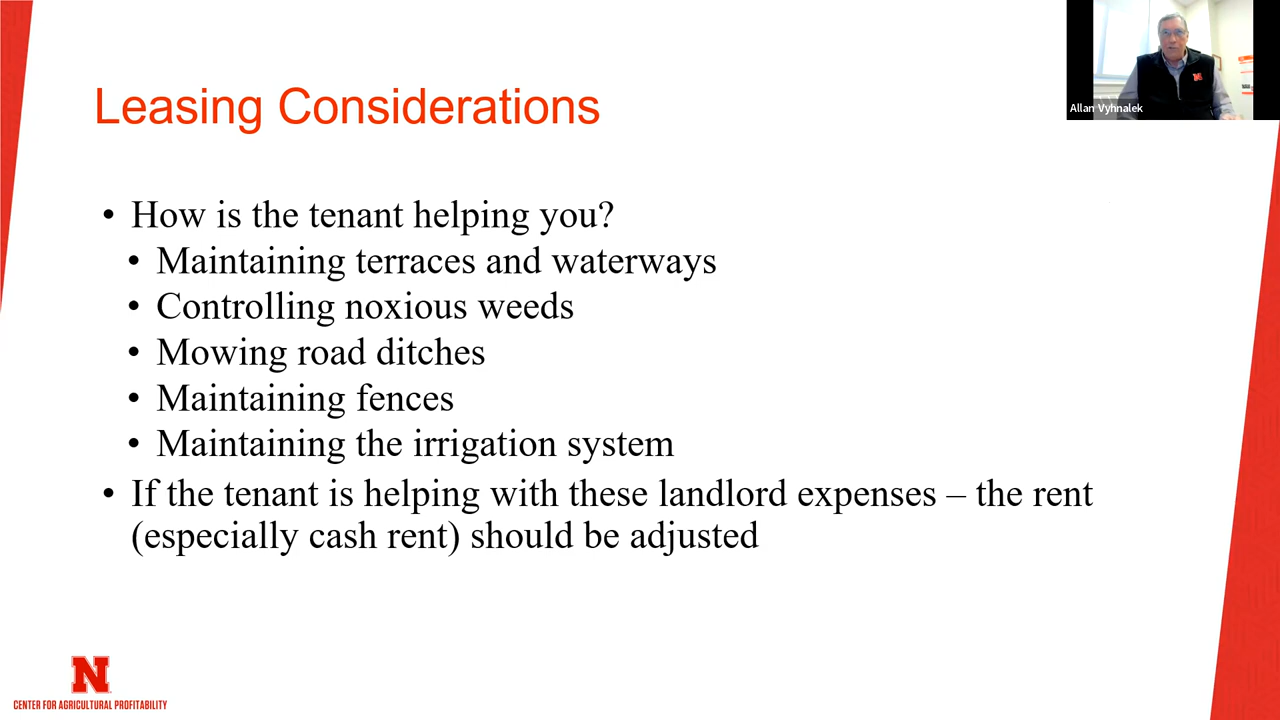 Allan Vyhnalek
Leasing Considerations
• How is the tenant helping you?
• Maintaining terraces and waterways
• Controlling noxious weeds
• Mowing road ditches
• Maintaining fences
• Maintaining the irrigation system
• If the tenant is helping with these landlord expenses – the rent
(especially cash rent) should be adjusted
N
CENTER FOR AGRICULTURAL PROFITABILITY